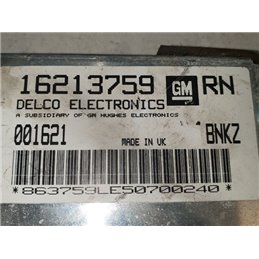 16213759 GM RN
DELCO ELECTRONICS
A SUBSIDIARY OF GM HUGHES ELECTRONICS
001621 MADE IN UK BNKZ
*863759LE50700240*